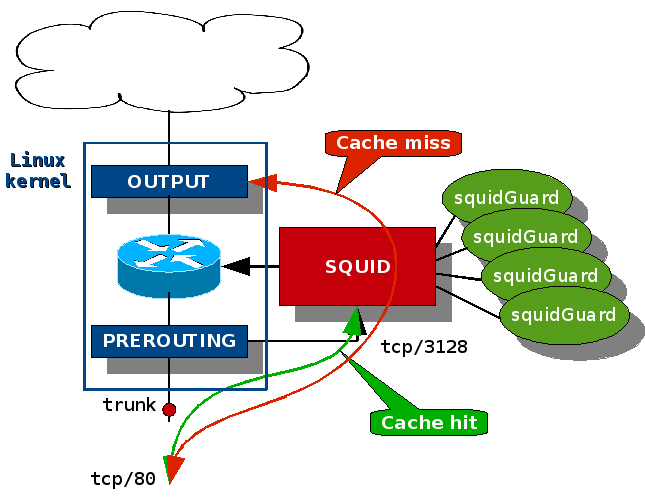 Cache miss
Linux
kernel
OUTPUT
squidGuard
squidGuard
SQUID
squidGuard
squidGuard
PREROUTING
tcp/3128
trunk
Cache hit
tcp/80